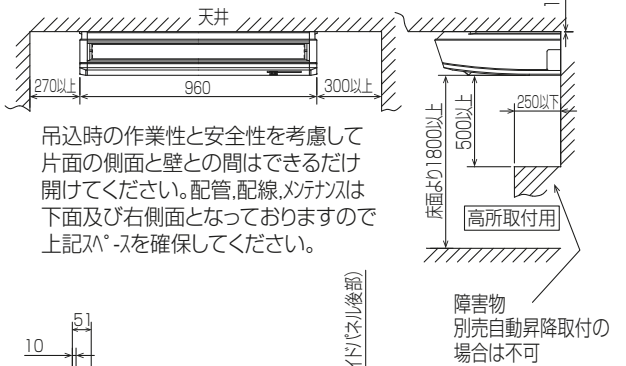 天井
270以上
960
300以上
吊込時の作業性と安全性を考慮して
片面の側面と壁との間はできるだけ
開けてください。配管,配線,メンテナンスは
下面及び右側面となっておりますので
上記スペースを確保してください。
床面より1800以上
500以上
250以下
高所取付用
障害物
別売自動昇降取付の
場合は不可
51
10
イドパネル後部)